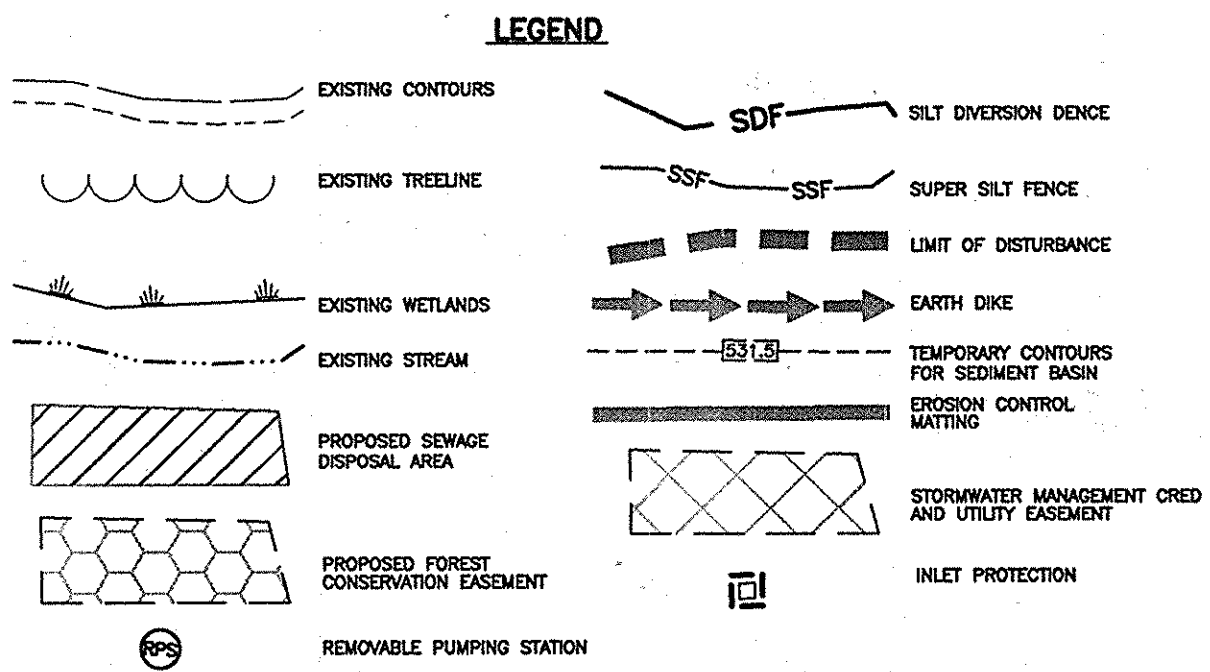 LEGEND
EXISTING CONTOURS
EXISTING TREELINE
EXISTING WETLANDS
EXISTING STREAM
PROPOSED SEWAGE
DISPOSAL AREA
PROPOSED FOREST
CONSERVATION EASEMENT
RPS
REMOVABLE PUMPING STATION
SDF
SILT DIVERSION DENCE
SSF SSF
SUPER SILT FENCE
LIMIT OF DISTURBANCE
EARTH DIKE
531.5
TEMPORARY CONTOURS
FOR SEDIMENT BASIN
EROSION CONTROL
MATTING
STORMWATER MANAGEMENT CRED
AND UTILITY EASEMENT
INLET PROTECTION